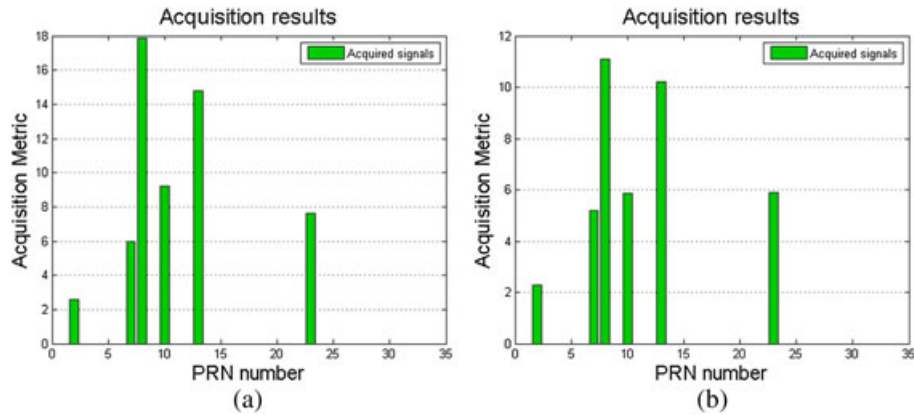 Acquisition results
Acquired signals
Acquisition Metric
18
16
14
12
10
8
6
4
2
0
0 5 10 15 20 25 30 35
PRN number
(a)
Acquisition results
Acquired signals
Acquisition Metric
12
10
8
6
4
2
0
0 5 10 15 20 25 30 35
PRN number
(b)